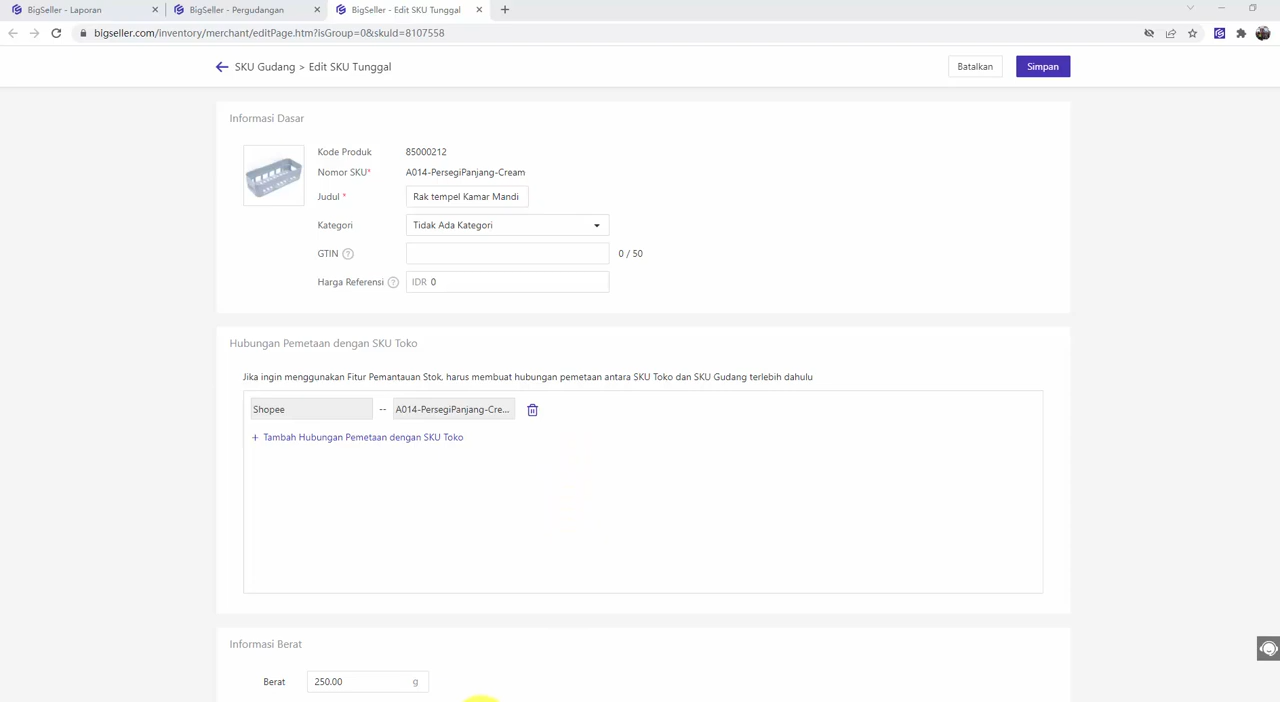 BigSeller - Laporan
BigSeller - Pergudangan
BigSeller - Edit SKU Tunggal
bigseller.com/inventory/merchant/editPage.htm?isGroup=0&skuId=8107558
SKU Gudang > Edit SKU Tunggal
Batalkan
Simpan
Informasi Dasar
Kode Produk 85000212
Nomor SKU* A014-PersegiPanjang-Cream
Judul * Rak tempel Kamar Mandi
Kategori Tidak Ada Kategori
GTIN ? 0 / 50
Harga Referensi ? IDR 0
Hubungan Pemetaan dengan SKU Toko
Jika ingin menggunakan Fitur Pemantauan Stok, harus membuat hubungan pemetaan antara SKU Toko dan SKU Gudang terlebih dahulu
Shopee -- A014-PersegiPanjang-Cre...
+ Tambah Hubungan Pemetaan dengan SKU Toko
Informasi Berat
Berat 250.00 g